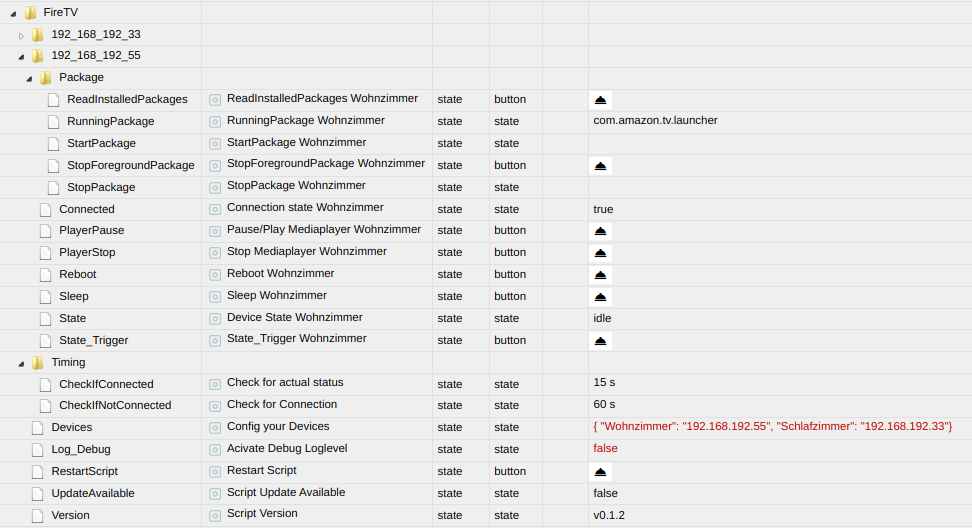 FireTV
192_168_192_33
192_168_192_55
Package
ReadInstalledPackages ReadInstalledPackages Wohnzimmer state button
RunningPackage RunningPackage Wohnzimmer state state com.amazon.tv.launcher
StartPackage StartPackage Wohnzimmer state state
StopForegroundPackage StopForegroundPackage Wohnzimmer state button
StopPackage StopPackage Wohnzimmer state state
Connected Connection state Wohnzimmer state state true
PlayerPause Pause/Play Mediaplayer Wohnzimmer state button
PlayerStop Stop Mediaplayer Wohnzimmer state button
Reboot Reboot Wohnzimmer state button
Sleep Sleep Wohnzimmer state button
State Device State Wohnzimmer state state idle
State_Trigger State_Trigger Wohnzimmer state button
Timing
CheckIfConnected Check for actual status state state 15 s
CheckIfNotConnected Check for Connection state state 60 s
Devices Config your Devices state state { "Wohnzimmer": "192.168.192.55", "Schlafzimmer": "192.168.192.33"}
Log_Debug Acivate Debug Loglevel state state false
RestartScript Restart Script state button
UpdateAvailable Script Update Available state state false
Version Script Version state state v0.1.2